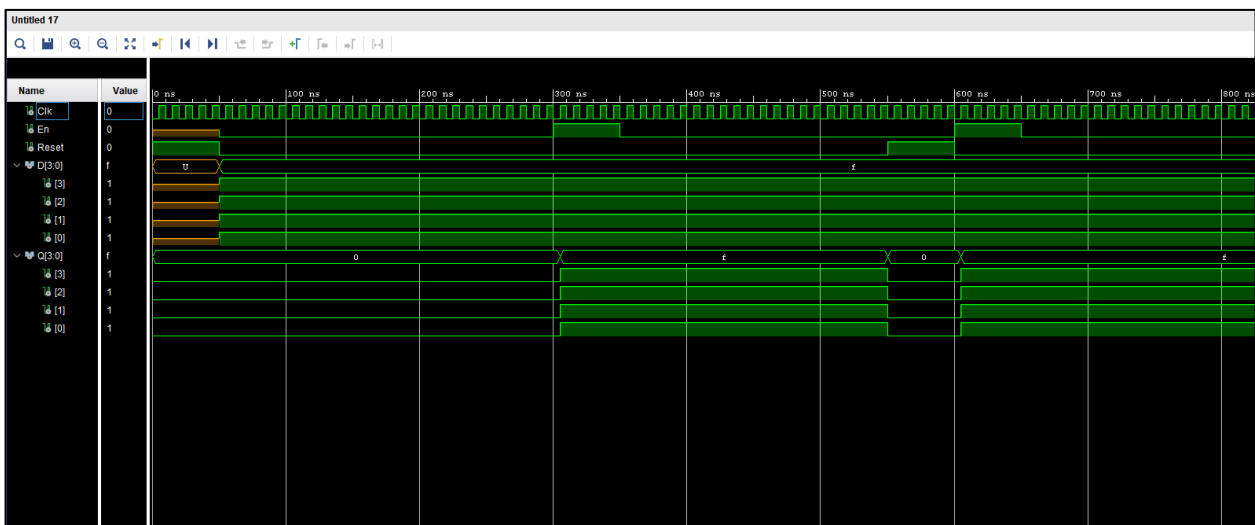 Untitled 17
Name Value
0 ns 100 ns 200 ns 300 ns 400 ns 500 ns 600 ns 700 ns 800 ns
Clk 0
En 0
Reset 0
D[3:0] f U f
[3] 1
[2] 1
[1] 1
[0] 1
Q[3:0] f 0 f 0 f
[3] 1
[2] 1
[1] 1
[0] 1